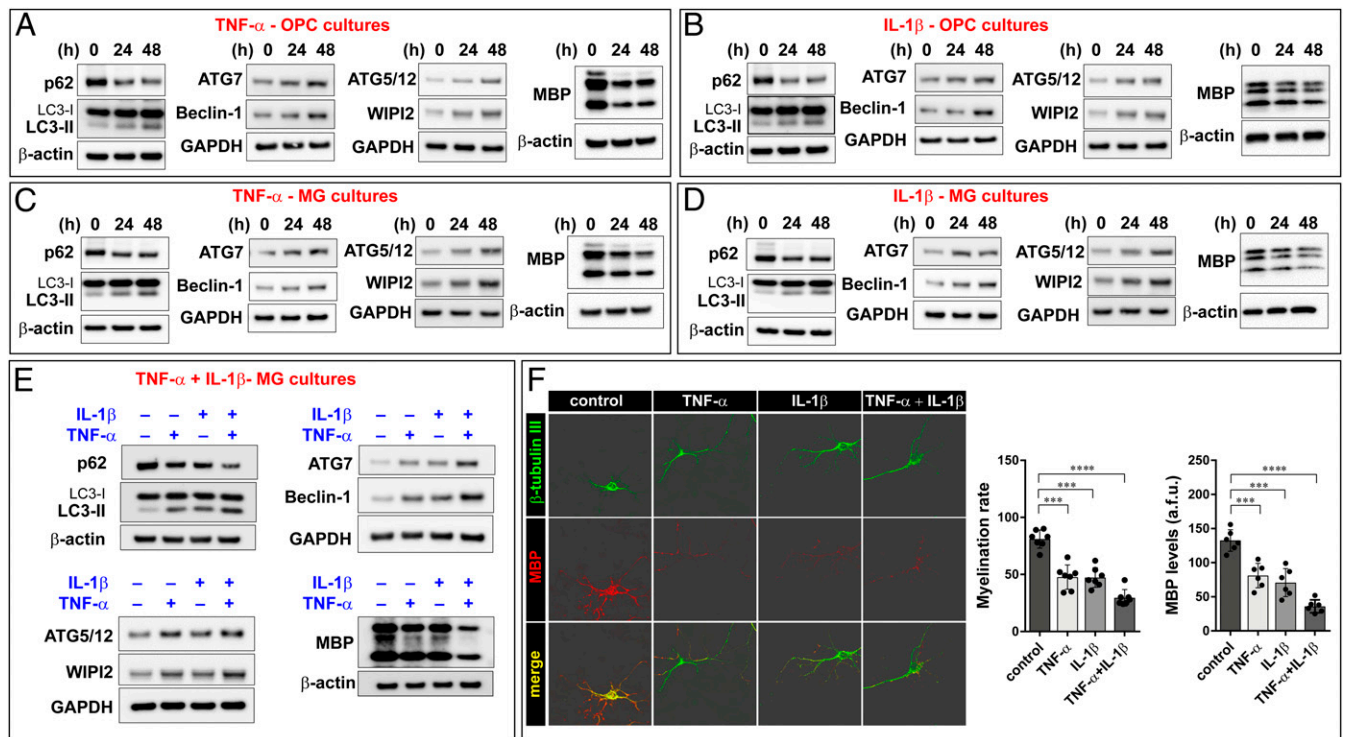 A
TNF-α - OPC cultures
(h) 0 24 48
p62
LC3-I
LC3-II
β-actin
(h) 0 24 48
ATG7
Beclin-1
GAPDH
(h) 0 24 48
ATG5/12
WIPI2
GAPDH
(h) 0 24 48
MBP
β-actin
B
IL-1β - OPC cultures
(h) 0 24 48
p62
LC3-I
LC3-II
β-actin
(h) 0 24 48
ATG7
Beclin-1
GAPDH
(h) 0 24 48
ATG5/12
WIPI2
GAPDH
(h) 0 24 48
MBP
β-actin
C
TNF-α - MG cultures
(h) 0 24 48
p62
LC3-I
LC3-II
β-actin
(h) 0 24 48
ATG7
Beclin-1
GAPDH
(h) 0 24 48
ATG5/12
WIPI2
GAPDH
(h) 0 24 48
MBP
β-actin
D
IL-1β - MG cultures
(h) 0 24 48
p62
LC3-I
LC3-II
β-actin
(h) 0 24 48
ATG7
Beclin-1
GAPDH
(h) 0 24 48
ATG5/12
WIPI2
GAPDH
(h) 0 24 48
MBP
β-actin
E
TNF-α + IL-1β- MG cultures
IL-1β – – + +
TNF-α – + – +
p62
LC3-I
LC3-II
β-actin
IL-1β – – + +
TNF-α – + – +
ATG7
Beclin-1
GAPDH
IL-1β – – + +
TNF-α – + – +
ATG5/12
WIPI2
GAPDH
IL-1β – – + +
TNF-α – + – +
MBP
β-actin
F
control TNF-α IL-1β TNF-α + IL-1β
β-tubulin III
MBP
merge
Myelination rate
150
100
50
0
****
***
***
control
TNF-α
IL-1β
TNF-α+IL-1β
MBP levels (a.f.u.)
250
200
150
100
50
0
****
***
***
control
TNF-α
IL-1β
TNF-α+IL-1β